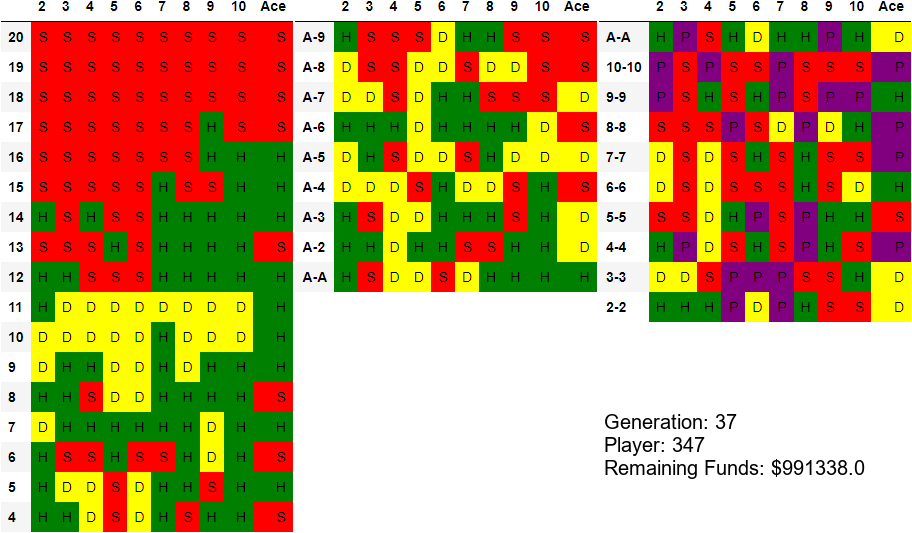 2 3 4 5 6 7 8 9 10 Ace
20 S S S S S S S S S S
19 S S S S S S S S S S
18 S S S S S S S S S S
17 S S S S S S S H S S
16 S S S S S S S H H H
15 S S S S S H S S H H
14 H S H S S H H H H H
13 S S S H S H H H H S
12 H H S S S H H H H H
11 H D D D D D D D D H
10 D D D D D H D D D H
9 D H H D D H D H H H
8 H H S D D H H H H S
7 D H H H H H H D H H
6 H S S H S S H D H S
5 H D D S D H H S H H
4 H H D S D H S H H S
2 3 4 5 6 7 8 9 10 Ace
A-9 H S S S D H H S S S
A-8 D S S D D S D D S S
A-7 D D S D H H S S S D
A-6 H H H D H H H H D S
A-5 D H S D D S H D D D
A-4 D D D S H D D S H S
A-3 H S D D H H H S H D
A-2 H H D H H S S H H D
A-A H S D D S D H H H H
2 3 4 5 6 7 8 9 10 Ace
A-A H P S H D H H P H D
10-10 P S P S S P S S S P
9-9 P S H S H P S P P H
8-8 S S S P S D P D H P
7-7 D S D S H S H S S P
6-6 D S D S S S H S D H
5-5 S S D H P S P H H S
4-4 H P D S H S P H S P
3-3 D D S P P P S S H D
2-2 H H H P D P H S S D
Generation: 37
Player: 347
Remaining Funds: $991338.0